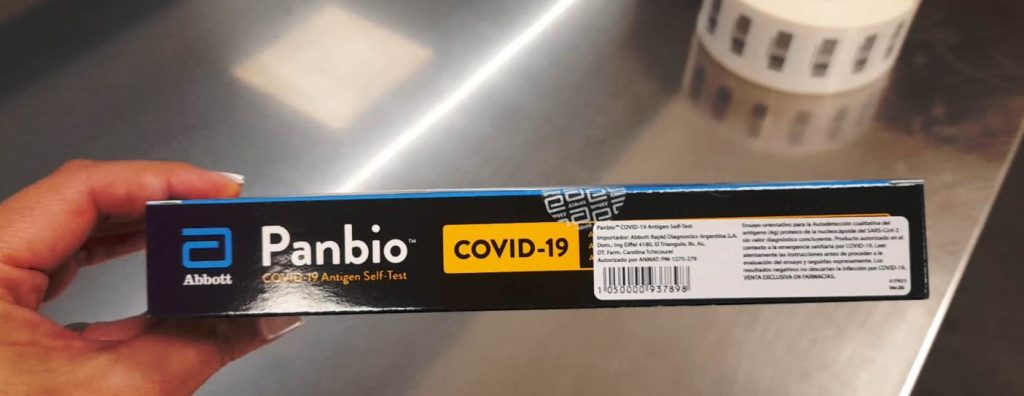 Abbott
Panbio™
COVID-19 Antigen Self-Test
COVID-19
Abbott
Panbio™ COVID-19 Antigen Self-Test
Importador: Abbott Rapid Diagnostics Argentina S.A.
Dom.: Ing Eiffel 4180, El Triangulo, Bs. As.
DT. Farm. Carolina Tchicourel
Autorizado por ANMAT: PM-1275-279
1 050000 937898
Ensayo orientativo para la Autodetección cualitativa del
antígeno (Ag) proteico de la nucleocápside del SARS-CoV-2
sin valor diagnóstico concluyente. Producto autorizado en
contexto a la emergencia sanitaria por COVID-19. Leer
atentamente las instrucciones antes de proceder a la
evaluación del ensayo y seguirlas expresamente. Los
resultados negativos no descartan la infección por COVID-19.
VENTA EXCLUSIVA EN FARMACIAS.